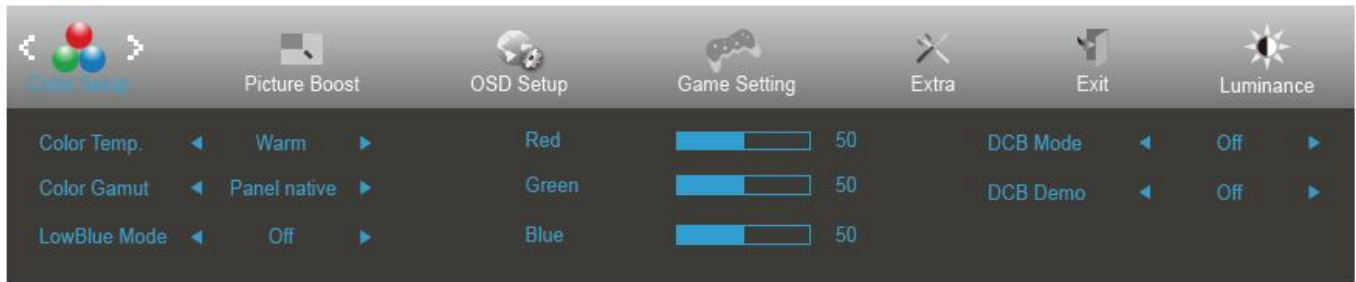 Color Setup
Picture Boost
OSD Setup
Game Setting
Extra
Exit
Luminance
Color Temp. Warm Red 50 DCB Mode Off
Color Gamut Panel native Green 50 DCB Demo Off
LowBlue Mode Off Blue 50